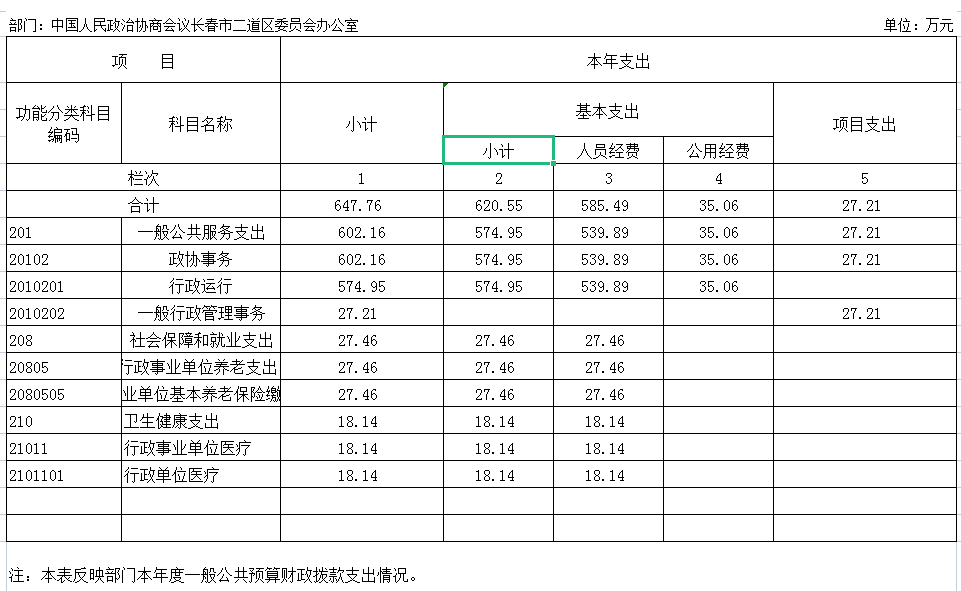 部门：中国人民政治协商会议长春市二道区委员会办公室 单位：万元
项 目 本年支出
功能分类科目编码 科目名称 小计 基本支出 项目支出
小计 人员经费 公用经费
栏次 1 2 3 4 5
合计 647.76 620.55 585.49 35.06 27.21
201 一般公共服务支出 602.16 574.95 539.89 35.06 27.21
20102 政协事务 602.16 574.95 539.89 35.06 27.21
2010201 行政运行 574.95 574.95 539.89 35.06
2010202 一般行政管理事务 27.21 27.21
208 社会保障和就业支出 27.46 27.46 27.46
20805 行政事业单位养老支出 27.46 27.46 27.46
2080505 业单位基本养老保险缴 27.46 27.46 27.46
210 卫生健康支出 18.14 18.14 18.14
21011 行政事业单位医疗 18.14 18.14 18.14
2101101 行政单位医疗 18.14 18.14 18.14
注：本表反映部门本年度一般公共预算财政拨款支出情况。